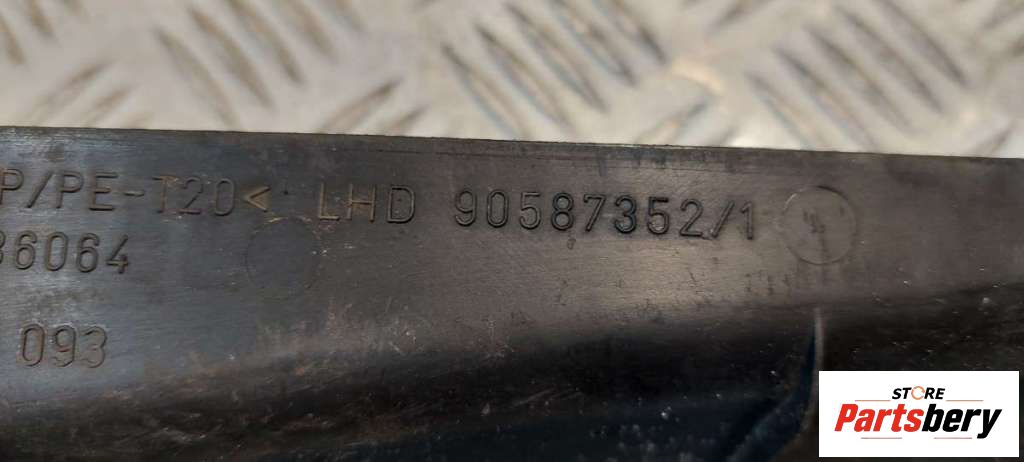 P/PE-T20< LHD 90587352/1
36064
093
STORE
Partsbery